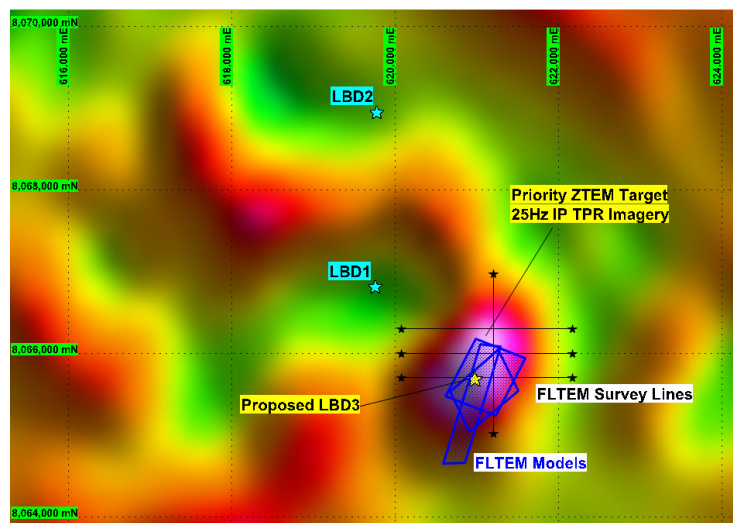 8,070,000 mN
616,000 mE
618,000 mE
620,000 mE
622,000 mE
624,000 mE
LBD2
8,068,000 mN
Priority ZTEM Target
25Hz IP TPR Imagery
LBD1
8,066,000 mN
FLTEM Survey Lines
Proposed LBD3
FLTEM Models
8,064,000 mN